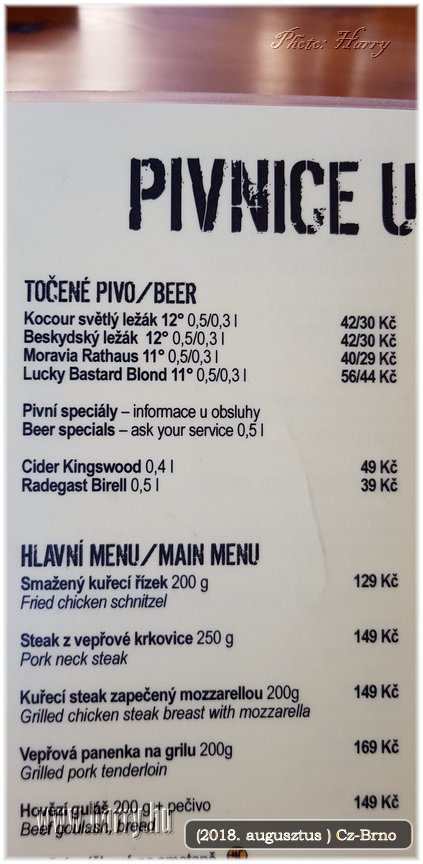 Photo: Harry
PIVNICE U
TOČENÉ PIVO/BEER
Kocour světlý ležák 12° 0,5/0,3 l 42/30 Kč
Beskydský ležák 12° 0,5/0,3 l 42/30 Kč
Moravia Rathaus 11° 0,5/0,3 l 40/29 Kč
Lucky Bastard Blond 11° 0,5/0,3 l 56/44 Kč
Pivní speciály – informace u obsluhy
Beer specials – ask your service 0,5 l
Cider Kingswood 0,4 l 49 Kč
Radegast Birell 0,5 l 39 Kč
HLAVNÍ MENU/MAIN MENU
Smažený kuřecí řízek 200 g 129 Kč
Fried chicken schnitzel
Steak z vepřové krkovice 250 g 149 Kč
Pork neck steak
Kuřecí steak zapečený mozzarellou 200g 149 Kč
Grilled chicken steak breast with mozzarella
Vepřová panenka na grilu 200g 169 Kč
Grilled pork tenderloin
Hovězí guláš 200 g + pečivo 149 Kč
Beef goulash, bread
(2018. augusztus ) Cz-Brno